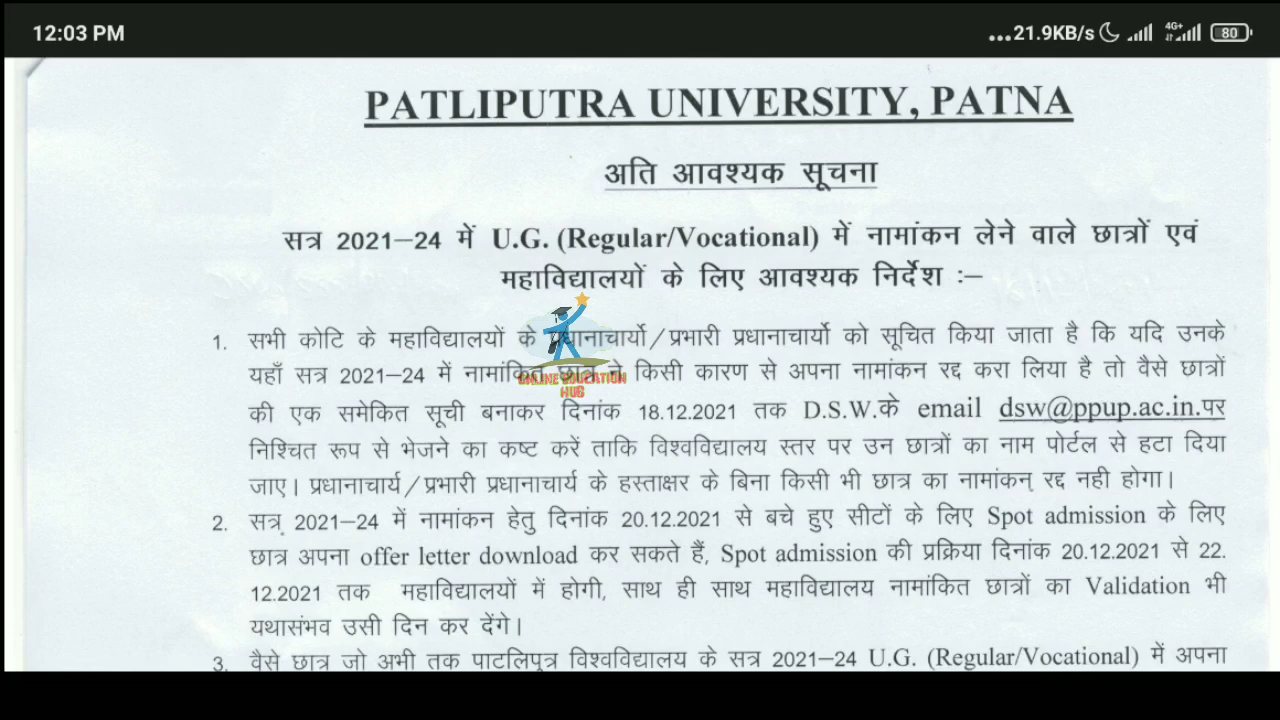 12:03 PM
...21.9KB/s 4G+ 80
PATLIPUTRA UNIVERSITY, PATNA
अति आवश्यक सूचना
सत्र 2021–24 में U.G. (Regular/Vocational) में नामांकन लेने वाले छात्रों एवं
महाविद्यालयों के लिए आवश्यक निर्देश :–
1. सभी कोटि के महाविद्यालयों के प्रधानाचार्यो/प्रभारी प्रधानाचार्यो को सूचित किया जाता है कि यदि उनके
यहाँ सत्र 2021–24 में नामांकित छात्र ने किसी कारण से अपना नामांकन रद्द करा लिया है तो वैसे छात्रों
ONLINE EDUCATION
HUB
की एक समेकित सूची बनाकर दिनांक 18.12.2021 तक D.S.W.के email dsw@ppup.ac.in.पर
निश्चित रूप से भेजने का कष्ट करें ताकि विश्वविद्यालय स्तर पर उन छात्रों का नाम पोर्टल से हटा दिया
जाए। प्रधानाचार्य/प्रभारी प्रधानाचार्य के हस्ताक्षर के बिना किसी भी छात्र का नामांकन् रद्द नही होगा।
2. सत्र् 2021–24 में नामांकन हेतु दिनांक 20.12.2021 से बचे हुए सीटों के लिए Spot admission के लिए
छात्र अपना offer letter download कर सकते हैं, Spot admission की प्रक्रिया दिनांक 20.12.2021 से 22.
12.2021 तक महाविद्यालयों में होगी, साथ ही साथ महाविद्यालय नामांकित छात्रों का Validation भी
यथासंभव उसी दिन कर देंगे।
3. वैसे छात्र जो अभी तक पाटलिपुत्र विश्वविद्यालय के सत्र 2021–24 U.G. (Regular/Vocational) में अपना